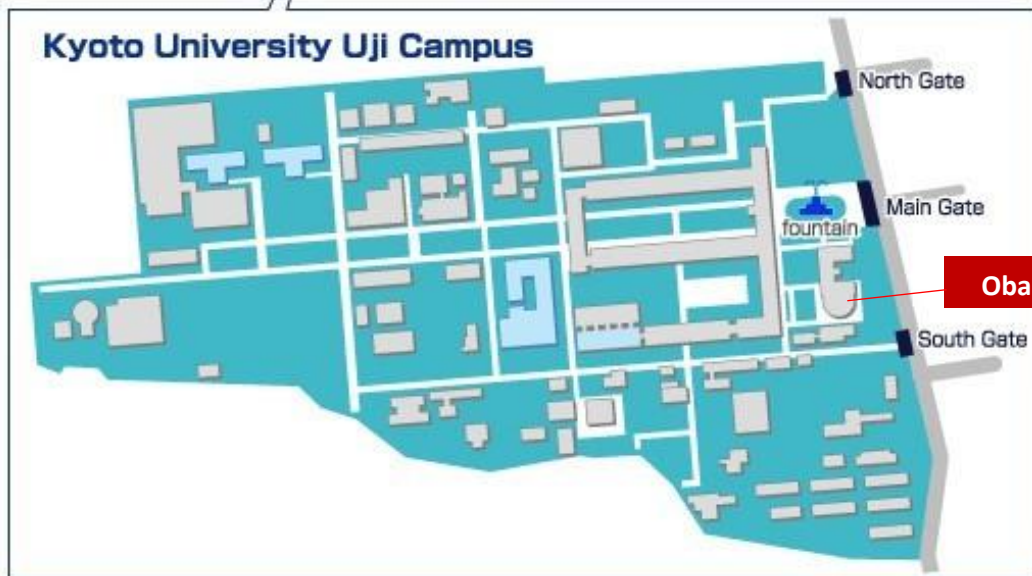 Kyoto University Uji Campus
North Gate
Main Gate
fountain
Oba
South Gate